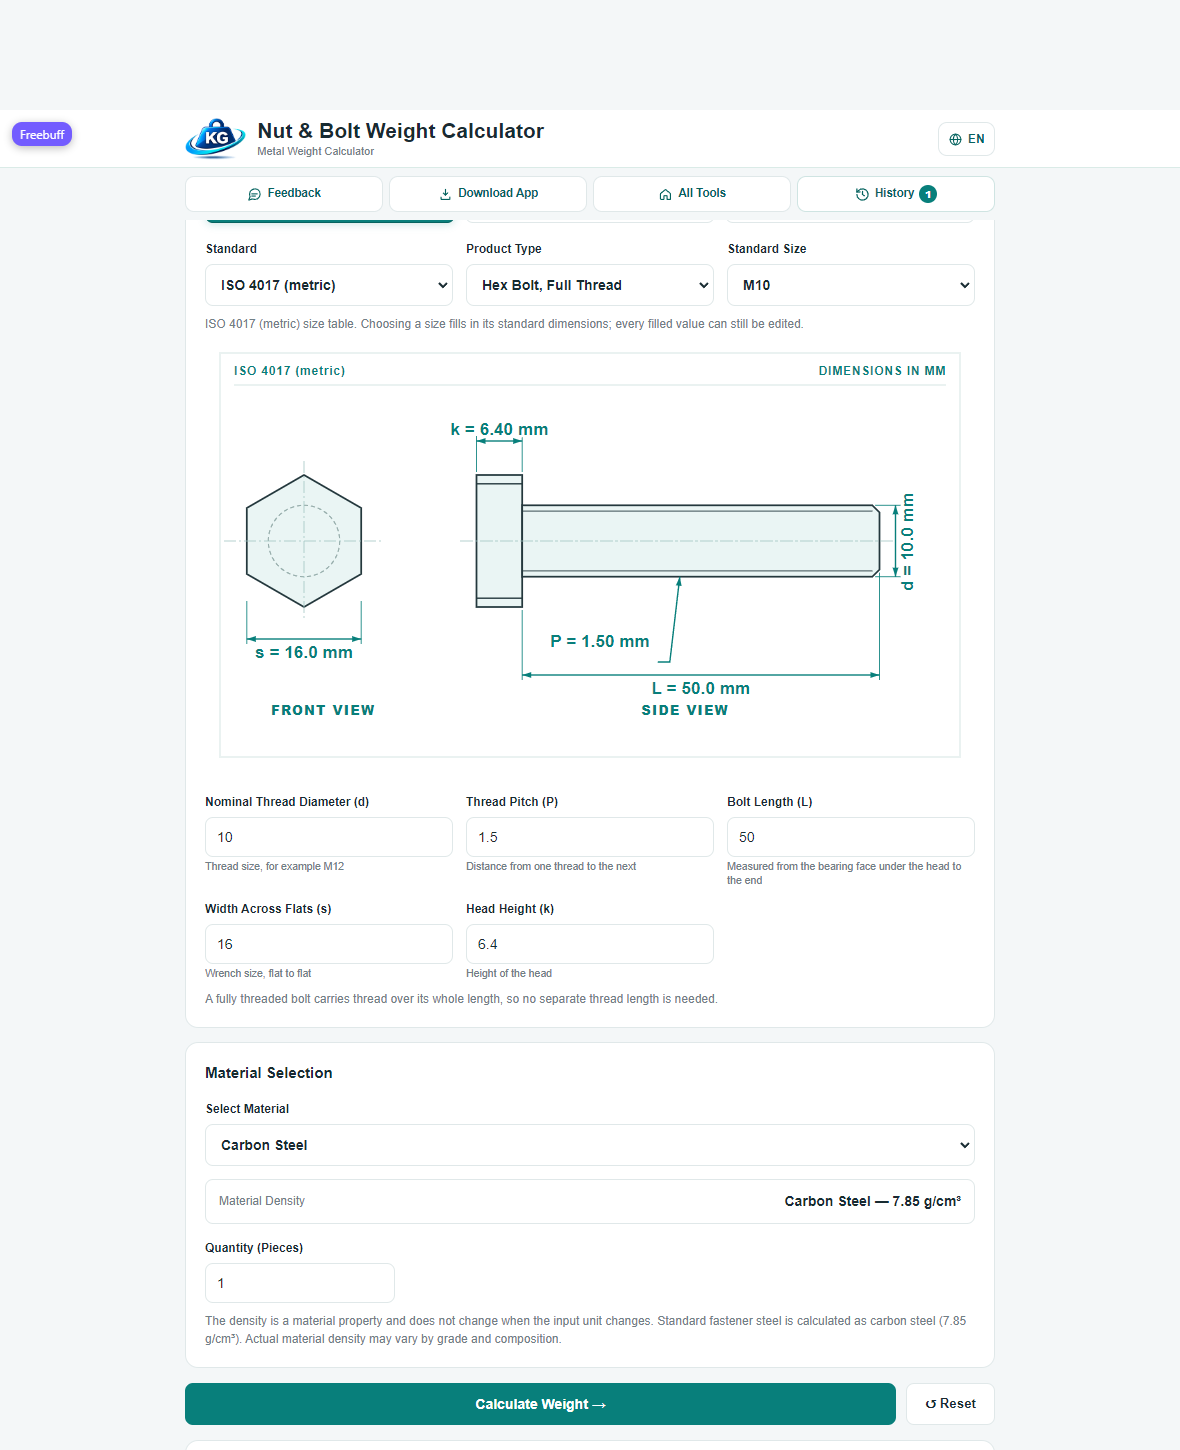 Freebuff
KG
Nut & Bolt Weight Calculator
Metal Weight Calculator
EN
Feedback
Download App
All Tools
History 1
Standard
Product Type
Standard Size
ISO 4017 (metric)
Hex Bolt, Full Thread
M10
ISO 4017 (metric) size table. Choosing a size fills in its standard dimensions; every filled value can still be edited.
ISO 4017 (metric)
DIMENSIONS IN MM
k = 6.40 mm
d = 10.0 mm
P = 1.50 mm
s = 16.0 mm
L = 50.0 mm
FRONT VIEW
SIDE VIEW
Nominal Thread Diameter (d)
Thread Pitch (P)
Bolt Length (L)
10
1.5
50
Thread size, for example M12
Distance from one thread to the next
Measured from the bearing face under the head to
the end
Width Across Flats (s)
Head Height (k)
16
6.4
Wrench size, flat to flat
Height of the head
A fully threaded bolt carries thread over its whole length, so no separate thread length is needed.
Material Selection
Select Material
Carbon Steel
Material Density
Carbon Steel — 7.85 g/cm³
Quantity (Pieces)
1
The density is a material property and does not change when the input unit changes. Standard fastener steel is calculated as carbon steel (7.85
g/cm³). Actual material density may vary by grade and composition.
Calculate Weight →
↺ Reset